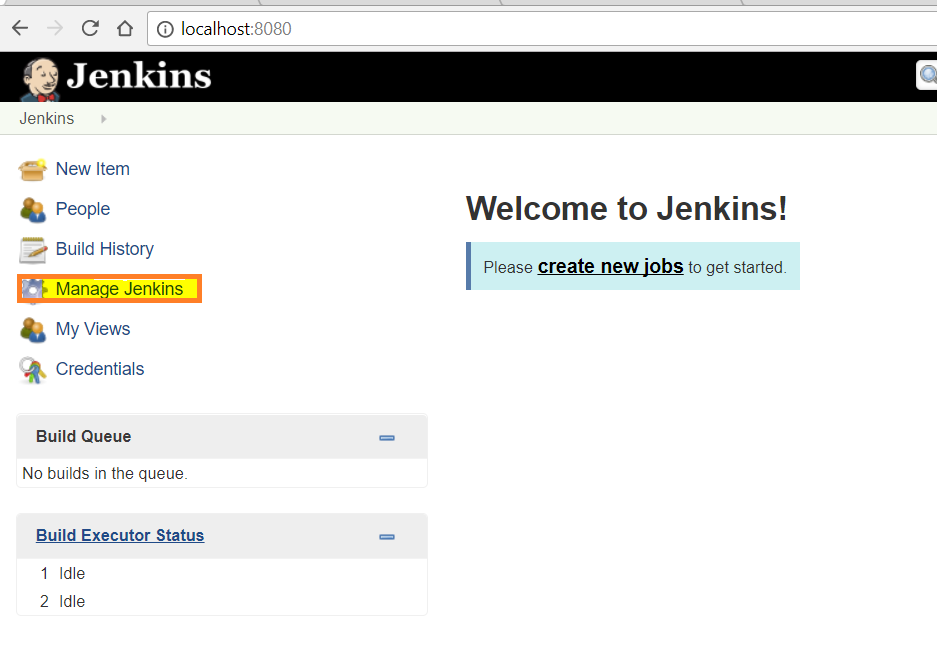 localhost:8080
Jenkins
Jenkins
New Item
People
Build History
Manage Jenkins
My Views
Credentials
Welcome to Jenkins!
Please create new jobs to get started.
Build Queue
No builds in the queue.
Build Executor Status
1 Idle
2 Idle